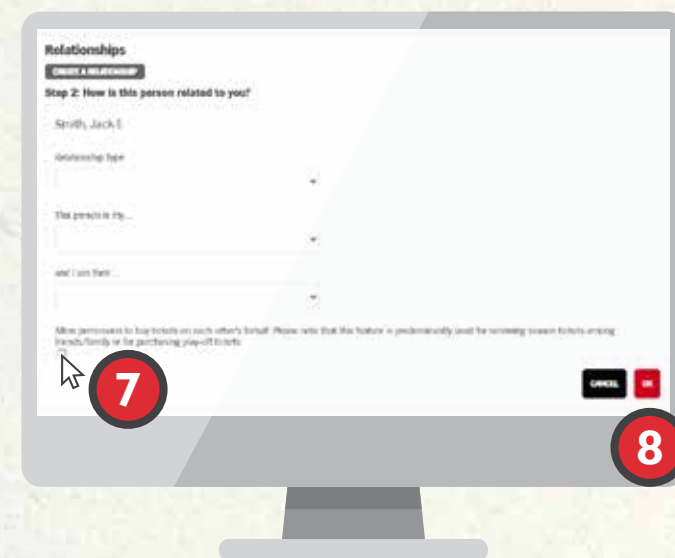 Relationships
CREATE A RELATIONSHIP
Step 2: How is this person related to you?
Smith, Jack
Relationship Type
This person is my...
and I am their
Allow permission to buy tickets on each other's behalf. Please note that this feature is predominantly used for renewing season tickets among
friends/family or for purchasing play-off tickets
7
CANCEL
OK
8